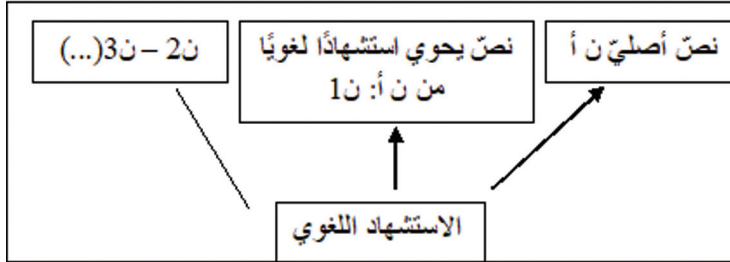 نصّ أصليّ ن أ
نصّ يحوي استشهادًا لغويًا
من ن أ: ن1
ن2 – ن3(...)
الاستشهاد اللغوي